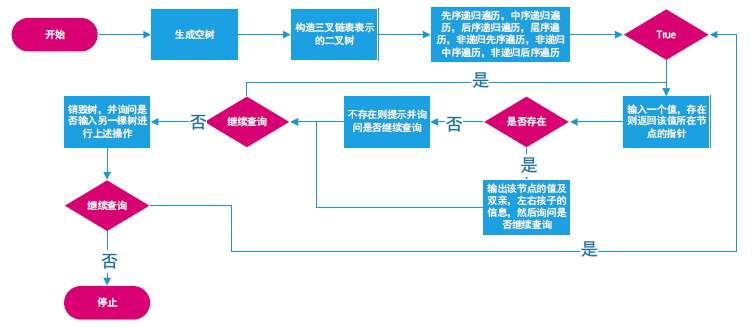 开始
生成空树
构造三叉链表表示
的二叉树
先序递归遍历，中序递归遍
历，后序递归遍历，层序遍
历，非递归先序遍历，非递归
中序遍历，非递归后序遍历
True
是
销毁树，并询问是
否输入另一棵树进
行上述操作
否
继续查询
不存在则提示并询
问是否继续查询
否
是否存在
输入一个值，存在
则返回该值所在节
点的指针
是
输出该节点的值及
双亲，左右孩子的
信息，然后询问是
否继续查询
继续查询
是
否
停止